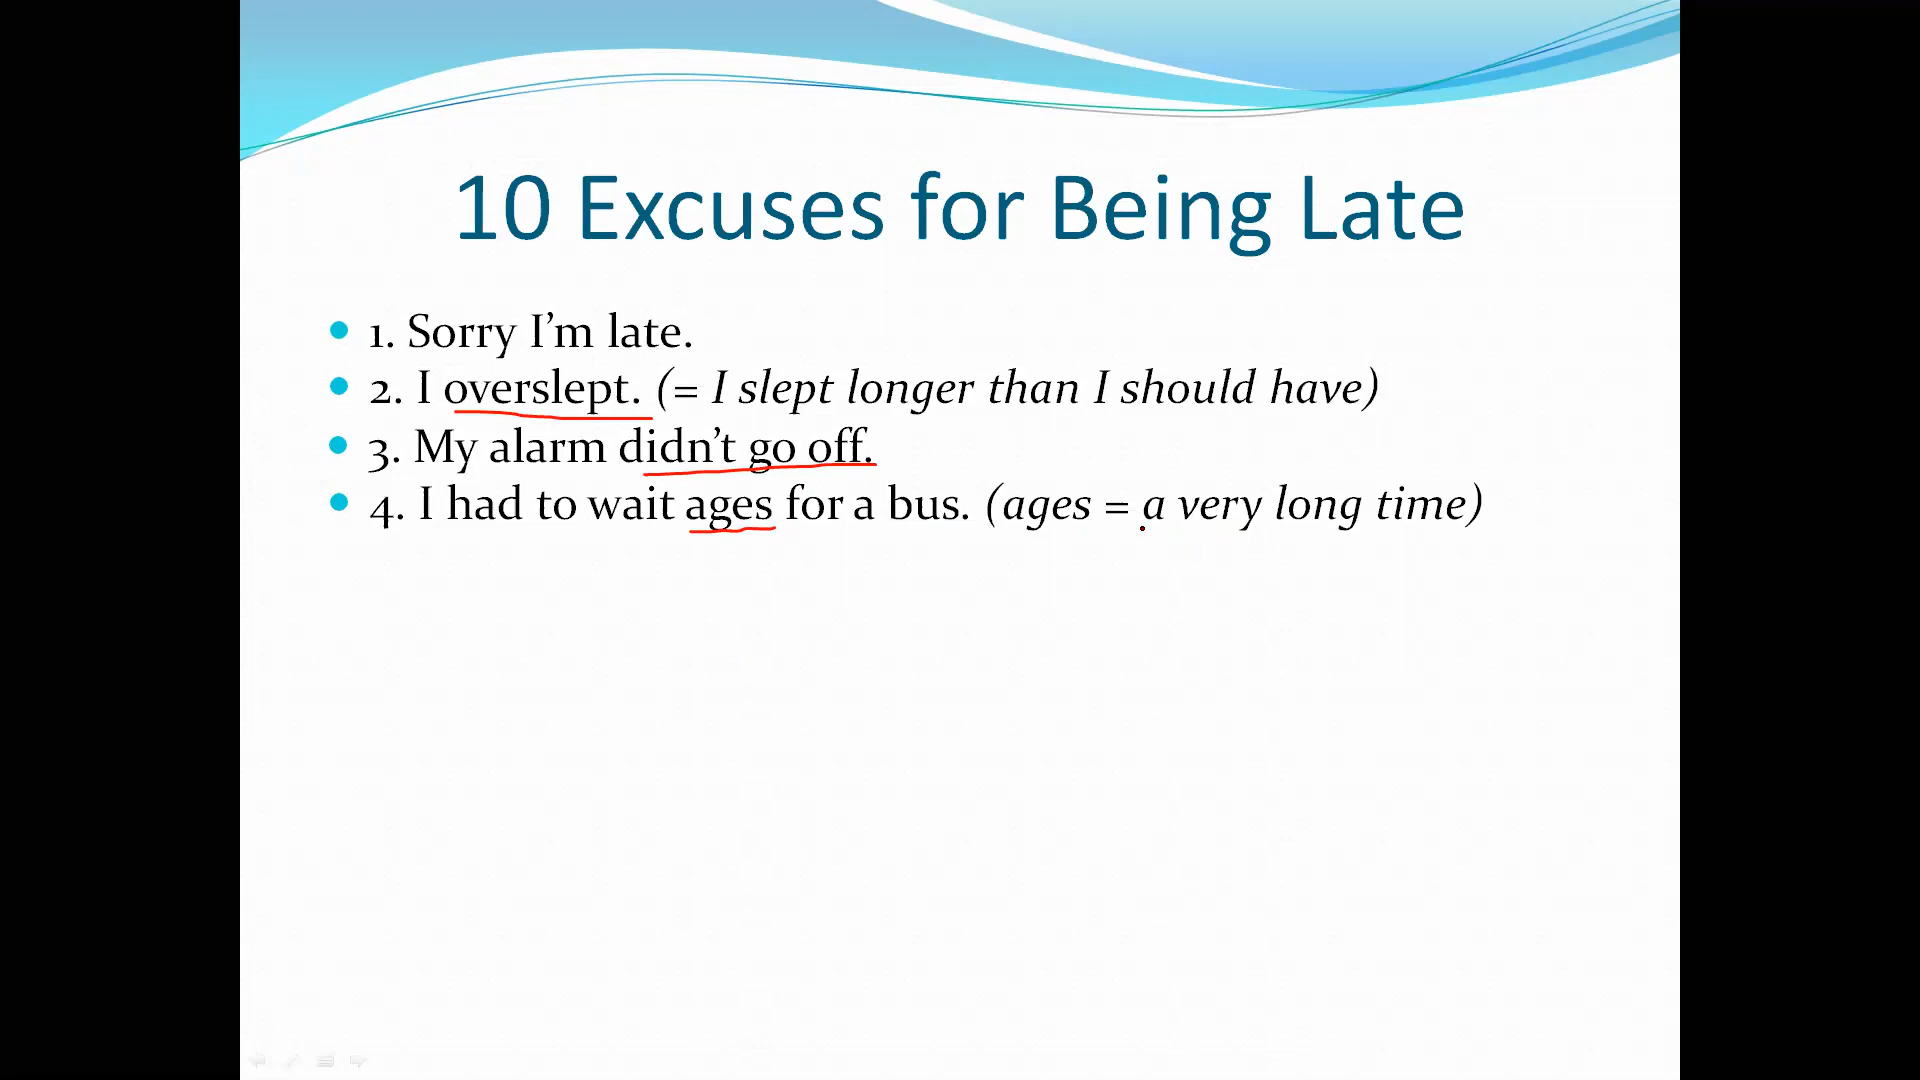 10 Excuses for Being Late
1. Sorry I’m late.
2. I overslept. (= I slept longer than I should have)
3. My alarm didn’t go off.
4. I had to wait ages for a bus. (ages = a very long time)